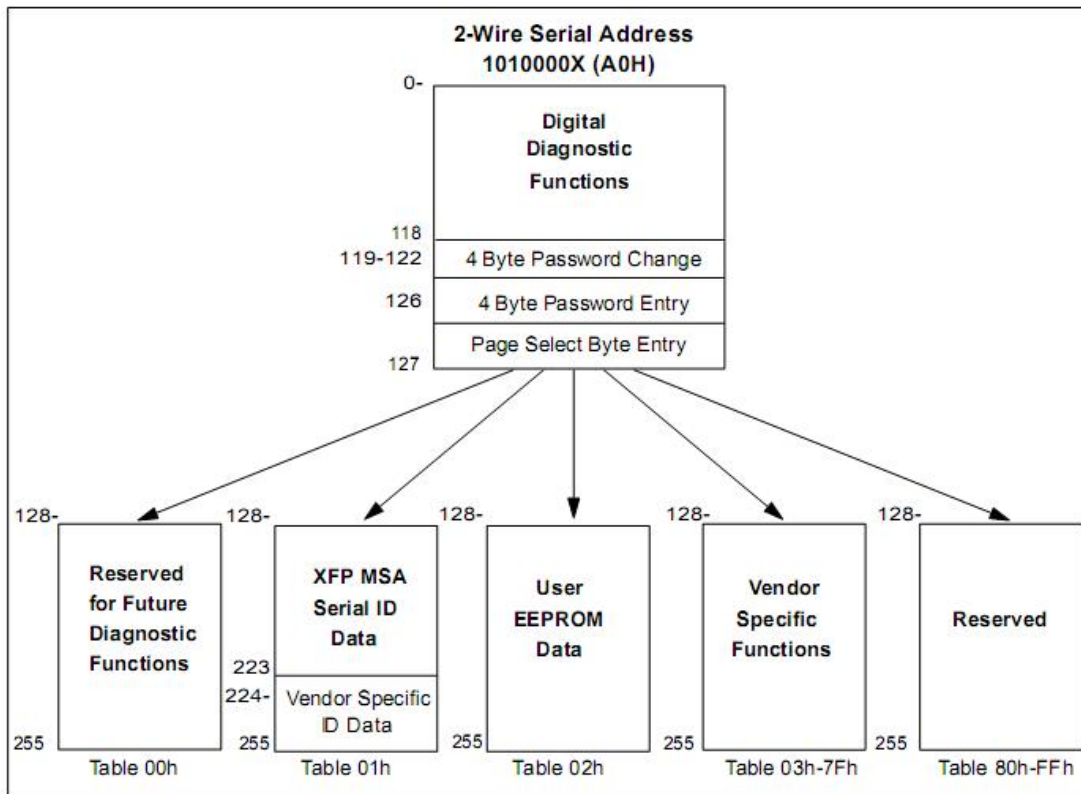 2-Wire Serial Address
1010000X (A0H)
0-
Digital
Diagnostic
Functions
118
119-122
4 Byte Password Change
126
4 Byte Password Entry
Page Select Byte Entry
127
128-
Reserved
for Future
Diagnostic
Functions
255
Table 00h
128-
XFP MSA
Serial ID
Data
223
224-
Vendor Specific
ID Data
255
Table 01h
128-
User
EEPROM
Data
255
Table 02h
128-
Vendor
Specific
Functions
255
Table 03h-7Fh
128-
Reserved
255
Table 80h-FFh